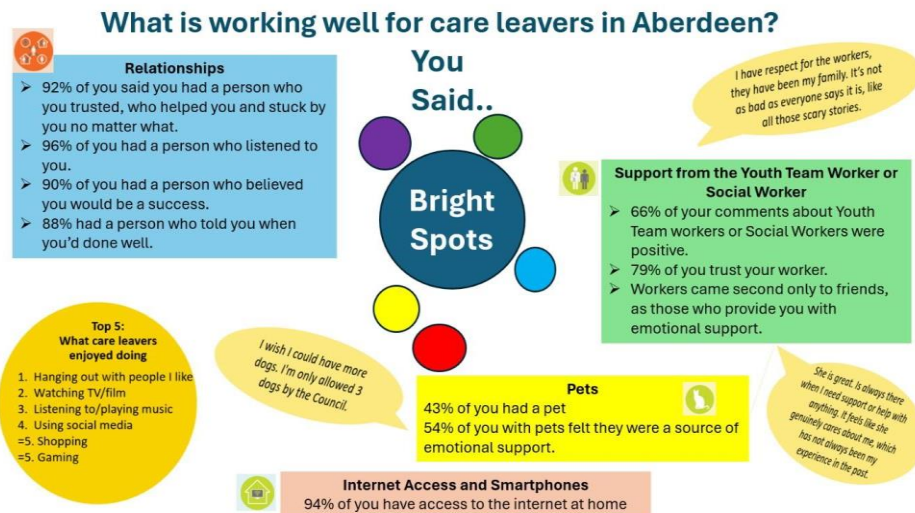 What is working well for care leavers in Aberdeen?
You
Said..
Relationships
➢ 92% of you said you had a person who
you trusted, who helped you and stuck by
you no matter what.
➢ 96% of you had a person who listened to
you.
➢ 90% of you had a person who believed
you would be a success.
➢ 88% had a person who told you when
you'd done well.
Bright
Spots
I have respect for the workers,
they have been my family. It's not
as bad as everyone says it is, like
all those scary stories.
Support from the Youth Team Worker or
Social Worker
➢ 66% of your comments about Youth
Team workers or Social Workers were
positive.
➢ 79% of you trust your worker.
➢ Workers came second only to friends,
as those who provide you with
emotional support.
Top 5:
What care leavers
enjoyed doing
1. Hanging out with people I like
2. Watching TV/film
3. Listening to/playing music
4. Using social media
=5. Shopping
=5. Gaming
I wish I could have more
dogs. I'm only allowed 3
dogs by the Council.
Pets
43% of you had a pet
54% of you with pets felt they were a source of
emotional support.
She is great. Is always there
when I need support or help with
anything. It feels like she
genuinely cares about me, which
has not always been my
experience in the past.
Internet Access and Smartphones
94% of you have access to the internet at home